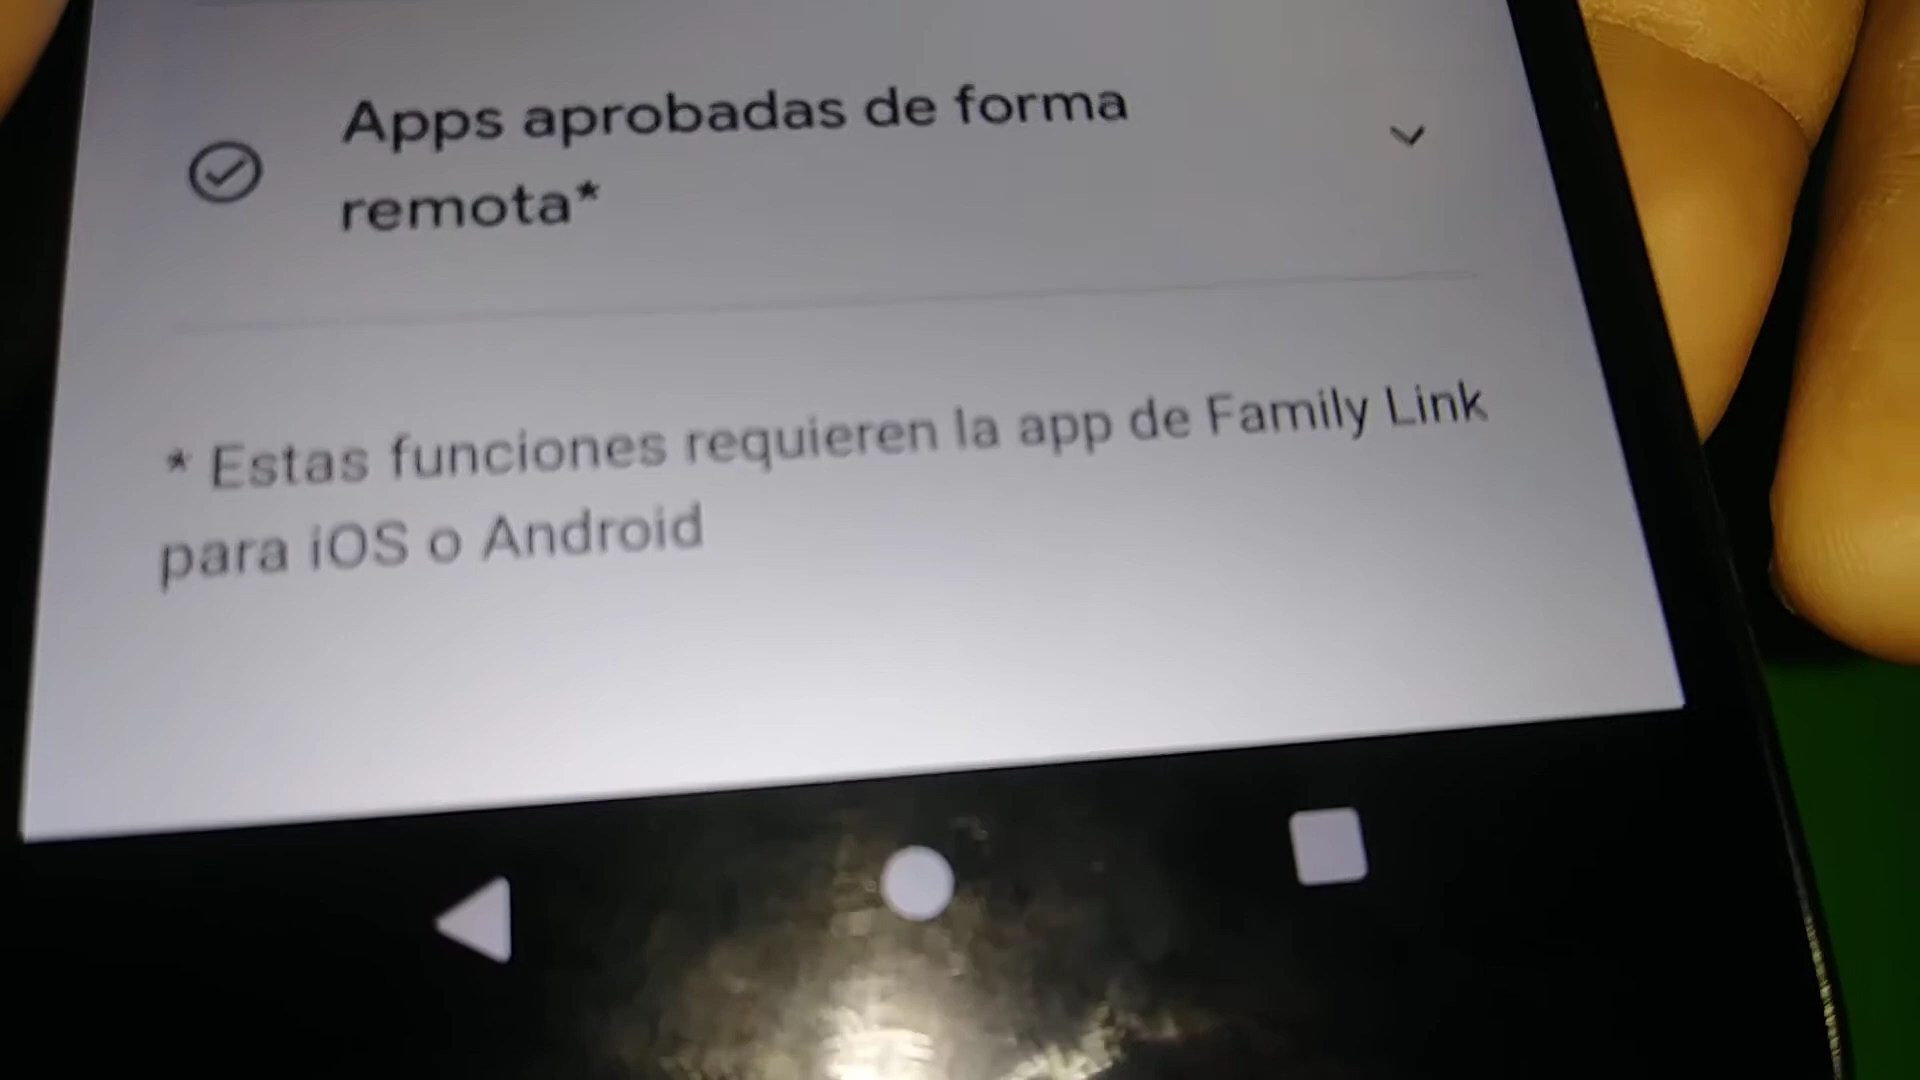 Apps aprobadas de forma
remota*
* Estas funciones requieren la app de Family Link
para iOS o Android